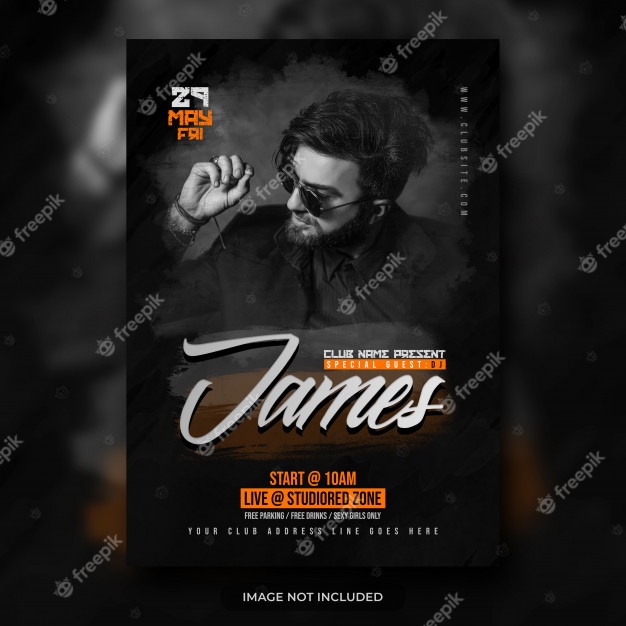 29
MAY
FRI
WWW.CLUBSITE.COM
CLUB NAME PRESENT
SPECIAL GUEST DJ
James
START @ 10AM
LIVE @ STUDIORED ZONE
FREE PARKING / FREE DRINKS / SEXY GIRLS ONLY
YOUR CLUB ADDRESS LINE GOES HERE
IMAGE NOT INCLUDED
freepik